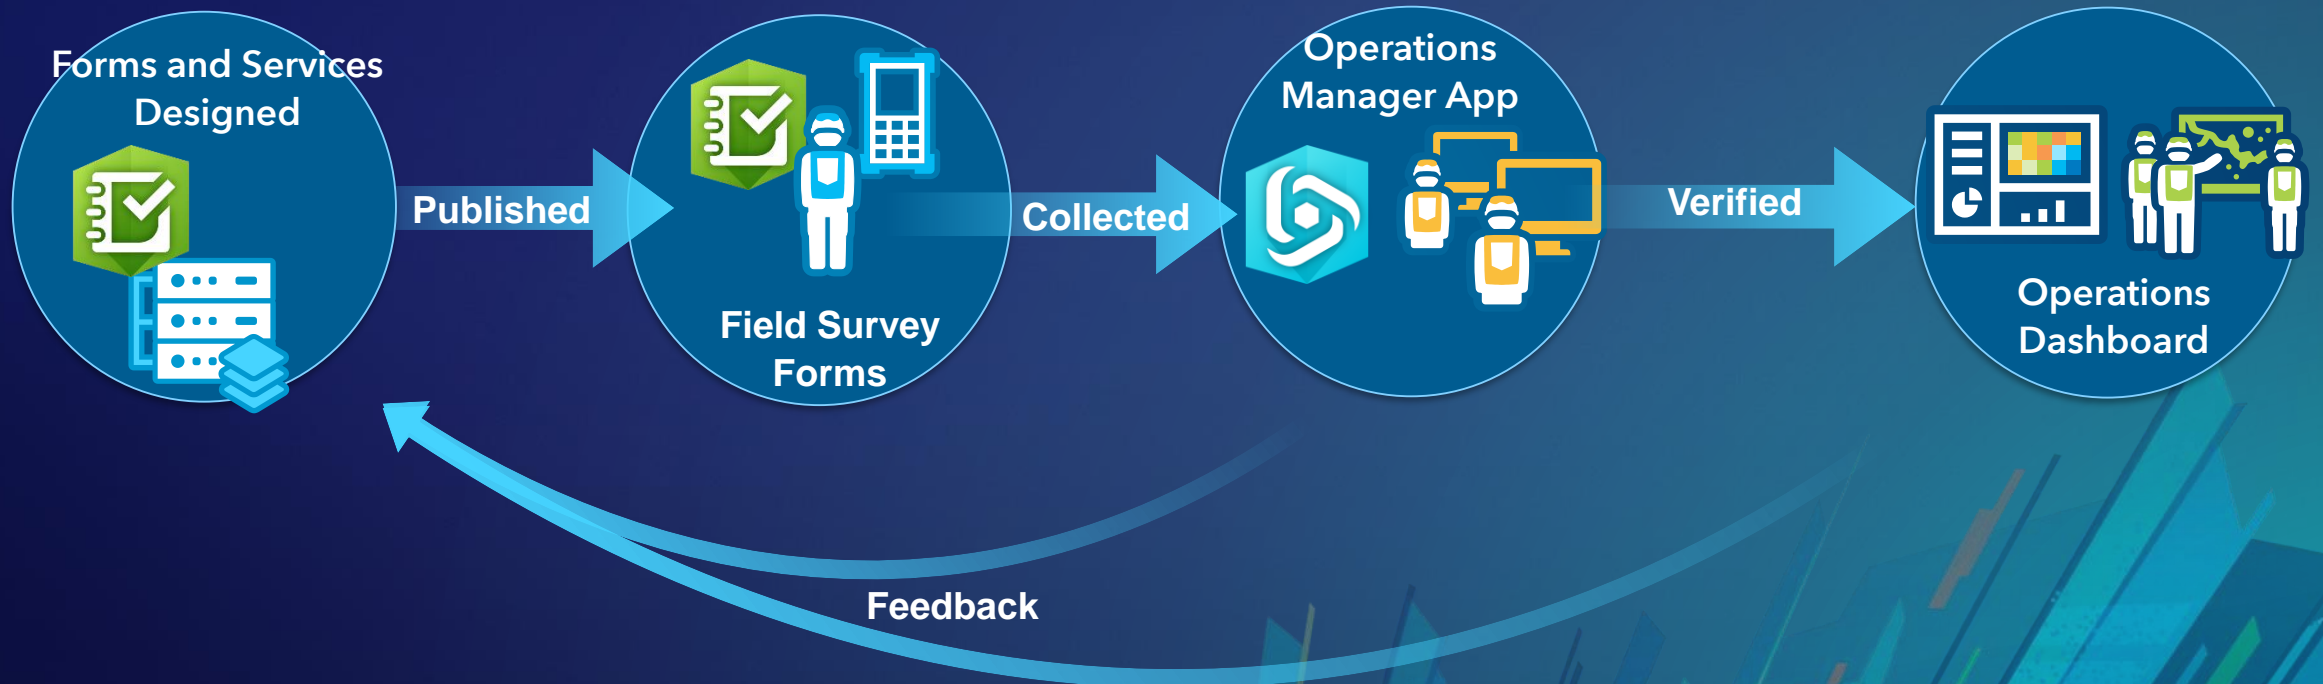 Forms and Services
Designed
Published
Field Survey
Forms
Collected
Operations
Manager App
Verified
Operations
Dashboard
Feedback